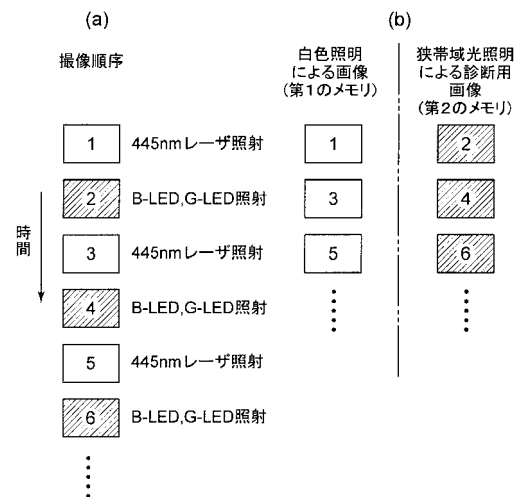 (a)
撮像順序
1 445nmレーザ照射
2 B-LED,G-LED照射
3 445nmレーザ照射
4 B-LED,G-LED照射
5 445nmレーザ照射
6 B-LED,G-LED照射
時間
(b)
白色照明
による画像
(第1のメモリ)
1
3
5
狭帯域光照明
による診断用
画像
(第2のメモリ)
2
4
6